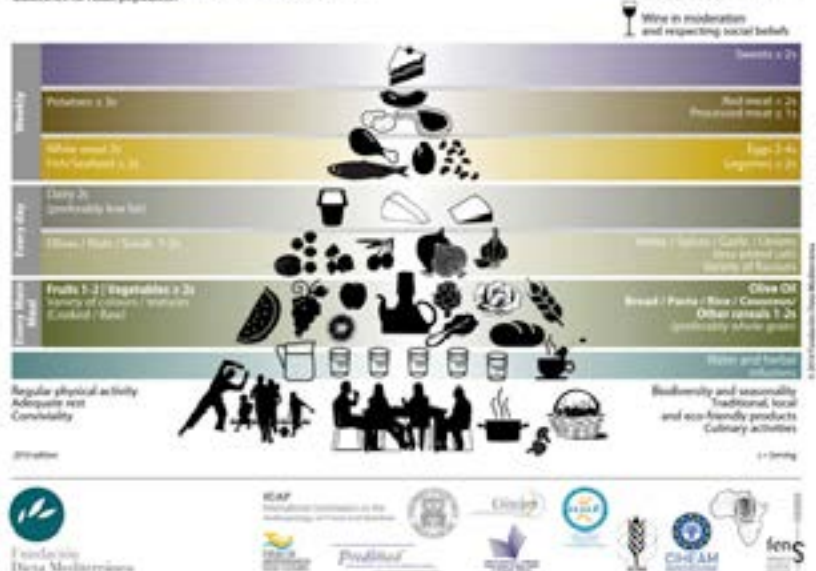 Wine in moderation
and respecting social beliefs
Weekly
Sweets ≤ 2s
Potatoes ≤ 3s
Red meat < 2s
Processed meat ≤ 1s
White meat 2s
Fish/Seafood ≥ 2s
Eggs 2-4s
Legumes ≥ 2s
Every day
Dairy 2s
(preferably low fat)
Olives / Nuts / Seeds 1-2s
Herbs / Spices / Garlic / Onions
Variety of flavours
Every Main
Meal
Fruits 1-2 | Vegetables ≥ 2s
Variety of colours / textures
(Cooked / Raw)
Olive Oil
Bread / Pasta / Rice / Couscous/
Other cereals 1-2s
(preferably whole grain)
Water and herbal
infusions
Regular physical activity
Adequate rest
Conviviality
Biodiversity and seasonality
Traditional, local
and eco-friendly products
Culinary activities
2010 edition
s = Serving
ICAF
Predimed
CIHEAM
fens
Fundación
Dieta Mediterránea